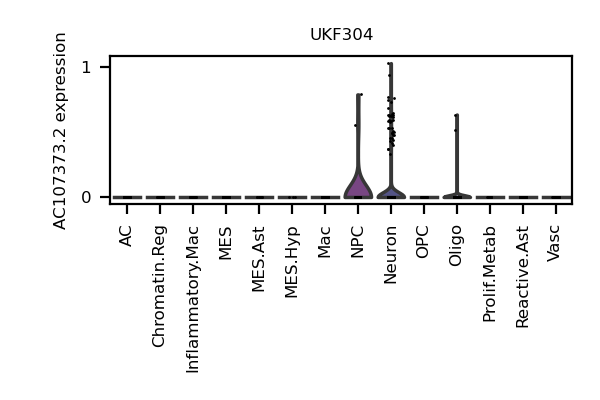 UKF304
AC107373.2 expression
1
0
AC
Chromatin.Reg
Inflammatory.Mac
MES
MES.Ast
MES.Hyp
Mac
NPC
Neuron
OPC
Oligo
Prolif.Metab
Reactive.Ast
Vasc